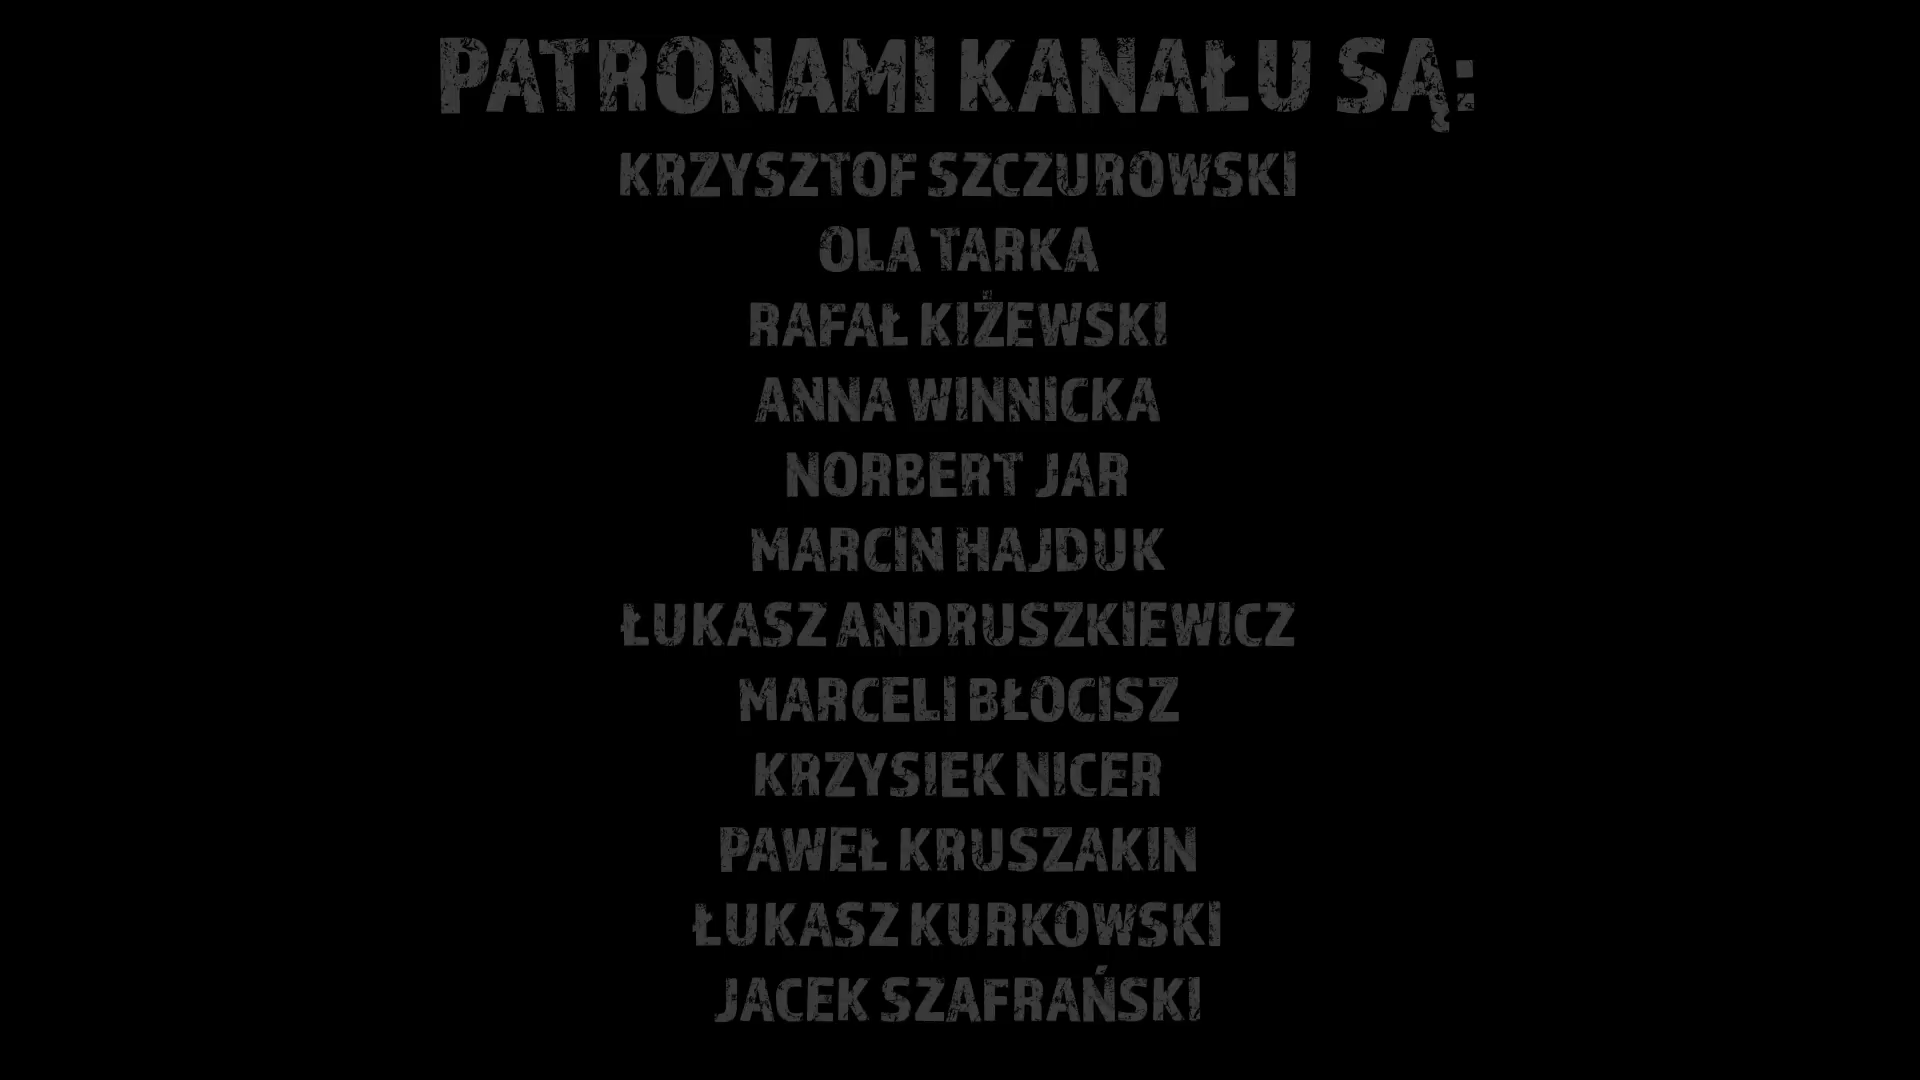 PATRONAMI KANAŁU SĄ:
KRZYSZTOF SZCZUROWSKI
OLA TARKA
RAFAŁ KIŻEWSKI
ANNA WINNICKA
NORBERT JAR
MARCIN HAJDUK
ŁUKASZ ANDRUSZKIEWICZ
MARCELI BŁOCISZ
KRZYSIEK NICER
PAWEŁ KRUSZAKIN
ŁUKASZ KURKOWSKI
JACEK SZAFRAŃSKI